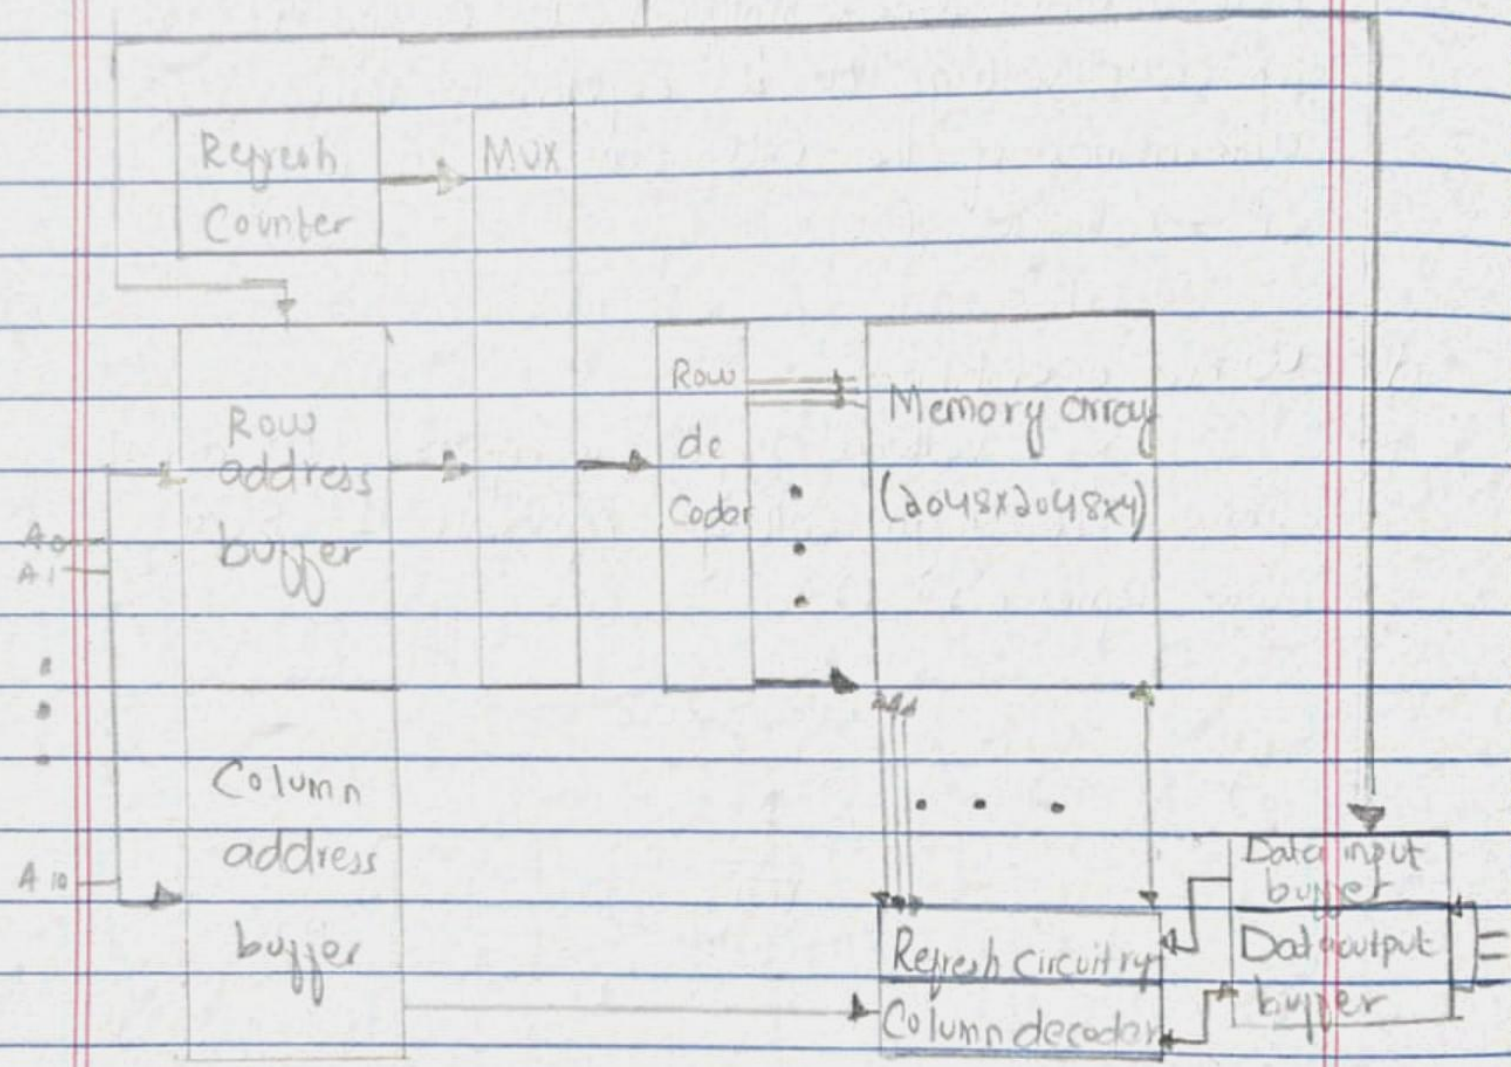 Refresh
Counter
MUX
Row
address
buffer
Row
de
Coder
Memory array
(2048x2048x4)
A0
A1
A10
Column
address
buffer
Data input
buffer
Data output
buffer
Refresh circuitry
Column decoder